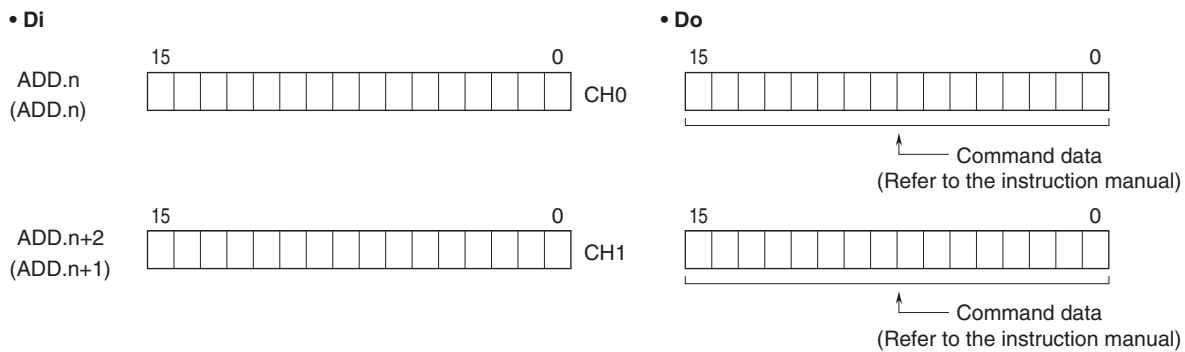 • Di
15 0
ADD.n
(ADD.n)
CH0
ADD.n+2
(ADD.n+1)
15 0
CH1
• Do
15 0
Command data
(Refer to the instruction manual)
15 0
Command data
(Refer to the instruction manual)